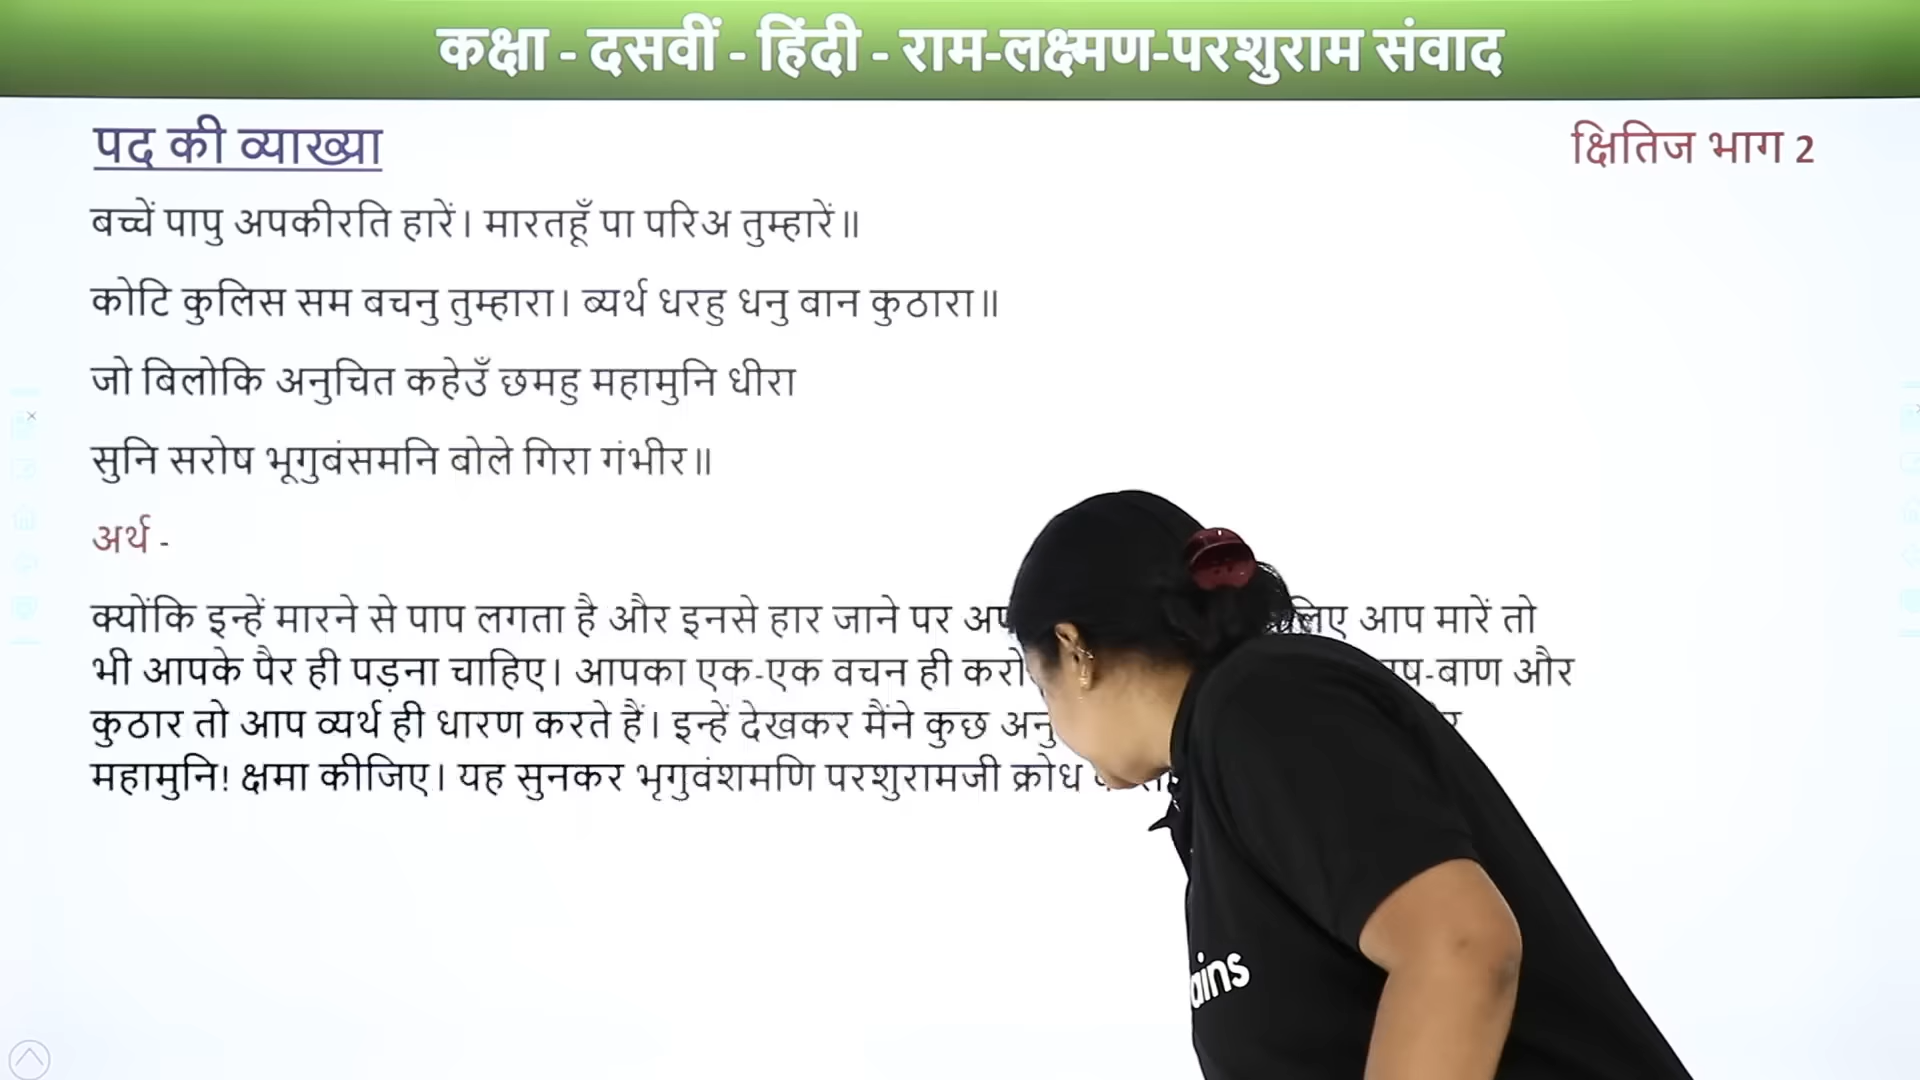 कक्षा - दसवीं - हिंदी - राम-लक्ष्मण-परशुराम संवाद
पद की व्याख्या
क्षितिज भाग 2
बच्चें पापु अपकीरति हारें। मारतहूँ पा परिअ तुम्हारें॥
कोटि कुलिस सम बचनु तुम्हारा। ब्यर्थ धरहु धनु बान कुठारा॥
जो बिलोकि अनुचित कहेउँ छमहु महामुनि धीरा
सुनि सरोष भूगुबंसमनि बोले गिरा गंभीर॥
अर्थ -
क्योंकि इन्हें मारने से पाप लगता है और इनसे हार जाने पर आप मारें तो
भी आपके पैर ही पड़ना चाहिए। आपका एक-एक वचन ही बाण और
कुठार तो आप व्यर्थ ही धारण करते हैं। इन्हें देखकर मैंने कुछ
महामुनि! क्षमा कीजिए। यह सुनकर भृगुवंशमणि परशुरामजी क्रोध
ains